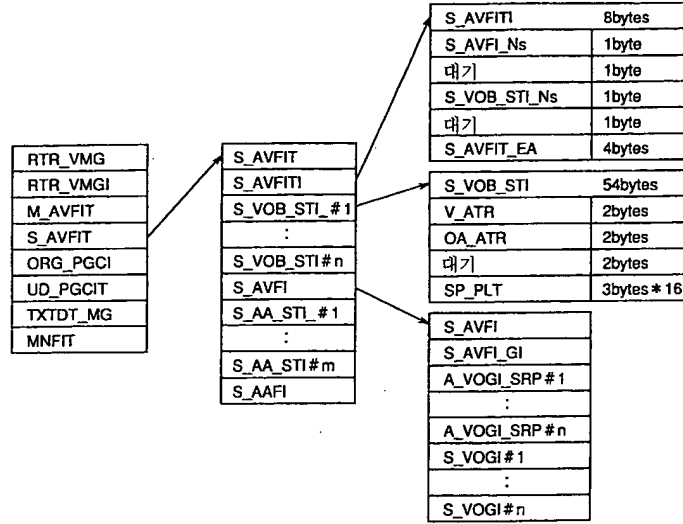 RTR_VMG
RTR_VMGI
M_AVFIT
S_AVFIT
ORG_PGCI
UD_PGCIT
TXTDT_MG
MNFIT
S_AVFIT
S_AVFITI
S_VOB_STI_#1
:
S_VOB_STI#n
S_AVFI
S_AA_STI_#1
:
S_AA_STI#m
S_AAFI
S_AVFITI 8bytes
S_AVFI_Ns 1byte
대기 1byte
S_VOB_STI_Ns 1byte
대기 1byte
S_AVFIT_EA 4bytes
S_VOB_STI 54bytes
V_ATR 2bytes
OA_ATR 2bytes
대기 2bytes
SP_PLT 3bytes*16
S_AVFI
S_AVFI_GI
A_VOGI_SRP#1
:
A_VOGI_SRP#n
S_VOGI#1
:
S_VOGI#n